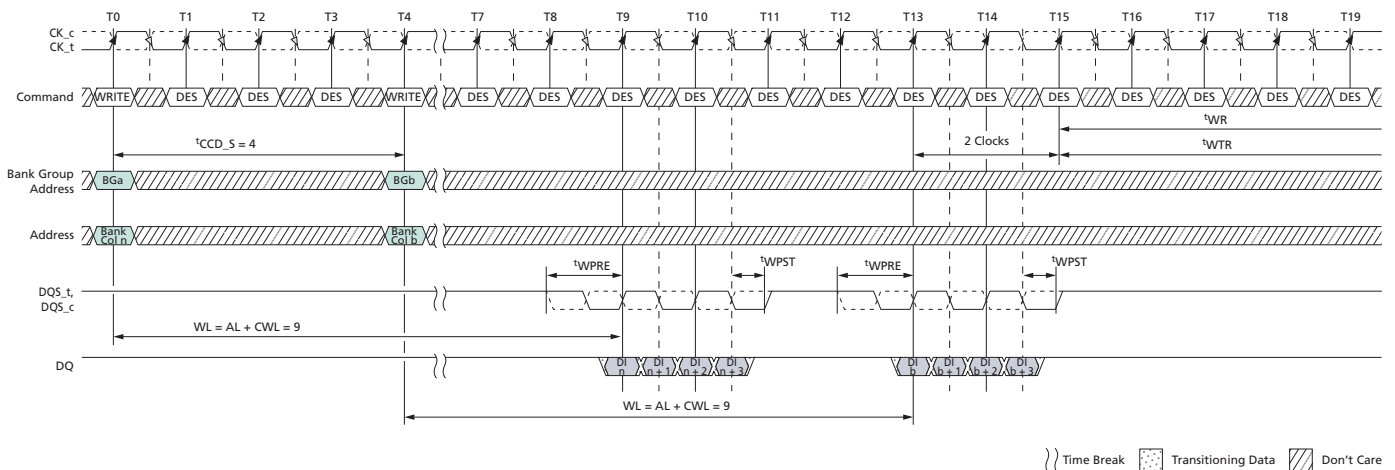 T0 T1 T2 T3 T4 T7 T8 T9 T10 T11 T12 T13 T14 T15 T16 T17 T18 T19
CK_c
CK_t
Command WRITE DES DES DES WRITE DES DES DES DES DES DES DES DES DES DES DES DES DES
tWR
tCCD_S = 4 2 Clocks tWTR
Bank Group
Address BGa BGb
Address Bank
Col n Bank
Col b
tWPRE tWPST tWPRE tWPST
DQS_t,
DQS_c
WL = AL + CWL = 9
DQ DI
n DI
n + 1 DI
n + 2 DI
n + 3 DI
b DI
b + 1 DI
b + 2 DI
b + 3
WL = AL + CWL = 9
Time Break Transitioning Data Don't Care